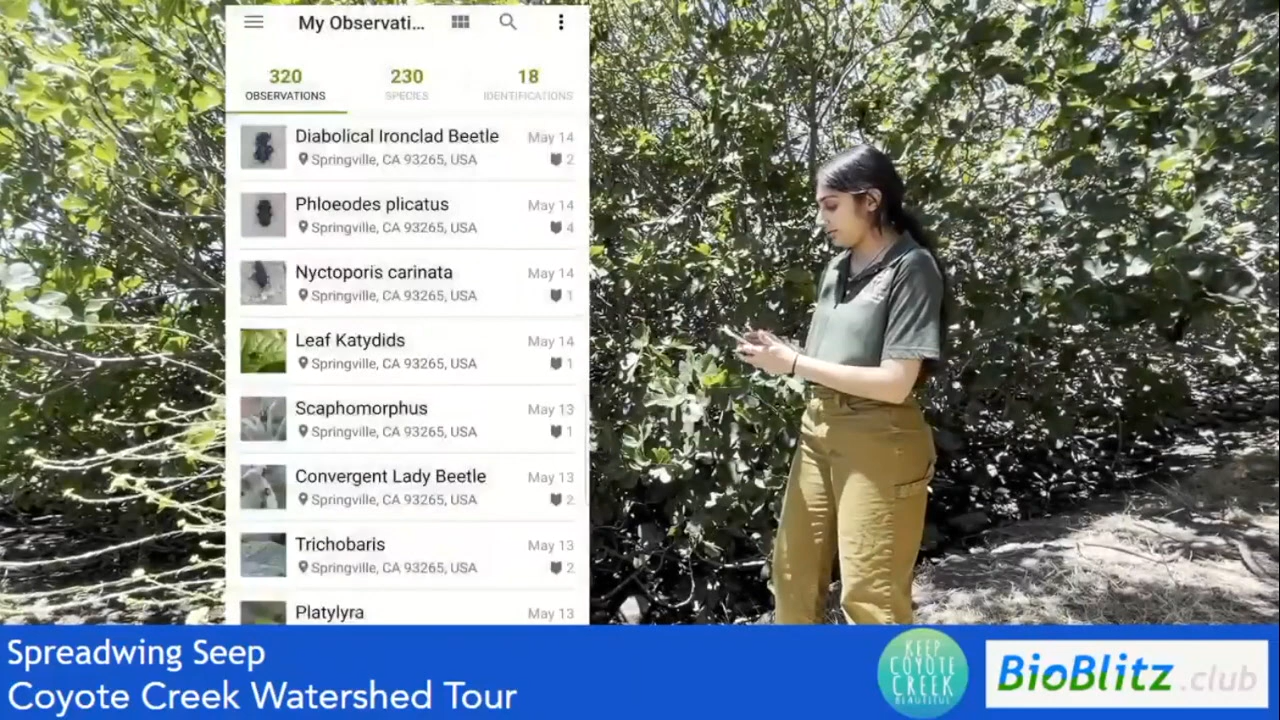 My Observati...
320 230 18
OBSERVATIONS SPECIES IDENTIFICATIONS
Diabolical Ironclad Beetle May 14
Springville, CA 93265, USA 2
Phloeodes plicatus May 14
Springville, CA 93265, USA 4
Nyctoporis carinata May 14
Springville, CA 93265, USA 1
Leaf Katydids May 14
Springville, CA 93265, USA 1
Scaphomorphus May 13
Springville, CA 93265, USA 1
Convergent Lady Beetle May 13
Springville, CA 93265, USA 2
Trichobaris May 13
Springville, CA 93265, USA 2
Platylyra May 13
Spreadwing Seep
Coyote Creek Watershed Tour
KEEP
COYOTE
CREEK
BEAUTIFUL
BioBlitz.club